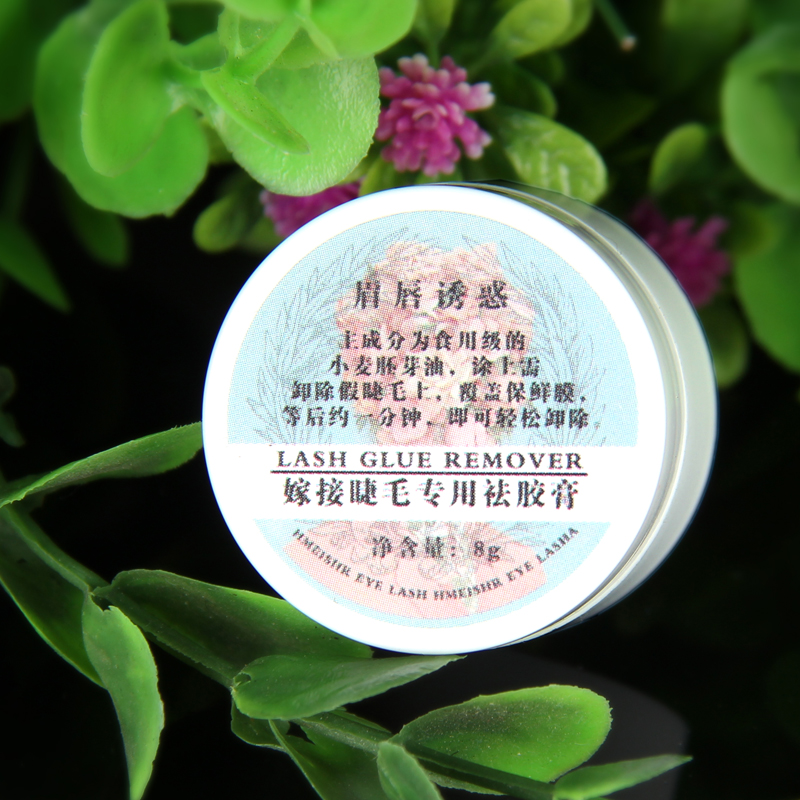 眉唇诱惑
主成分为食用级的
小麦胚芽油，涂上需
卸除假睫毛上，覆盖保鲜膜，
等后约一分钟，即可轻松卸除
LASH GLUE REMOVER
嫁接睫毛专用祛胶膏
净含量：8g
HMEISHR EYE LASH HMEISHR EYE LASHA